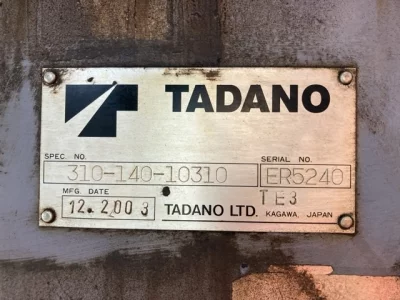 TADANO
SPEC. NO. SERIAL NO.
310-140-10310 ER5240
MFG. DATE TE3
12.2003 TADANO LTD. KAGAWA, JAPAN